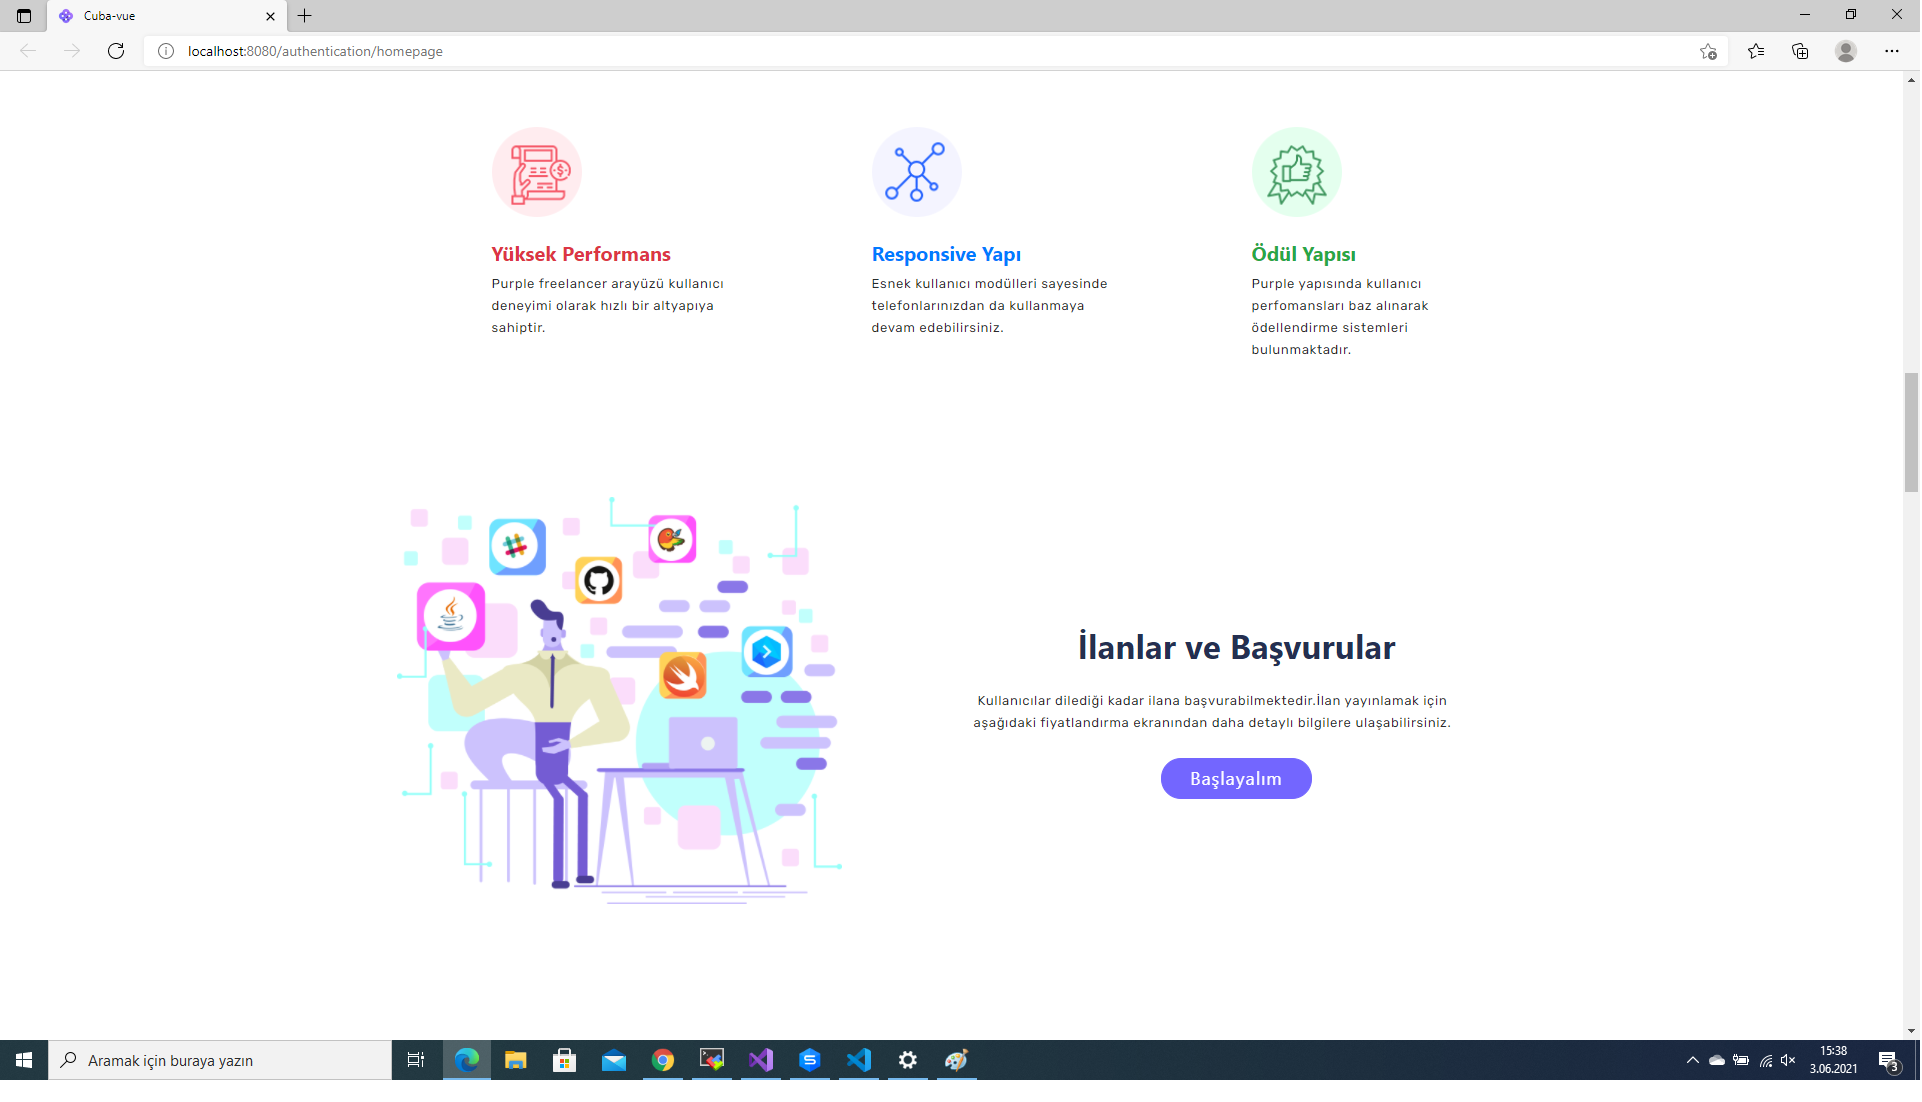 Cuba-vue
localhost:8080/authentication/homepage
Yüksek Performans
Purple freelancer arayüzü kullanıcı
deneyimi olarak hızlı bir altyapıya
sahiptir.
Responsive Yapı
Esnek kullanıcı modülleri sayesinde
telefonlarınızdan da kullanmaya
devam edebilirsiniz.
Ödül Yapısı
Purple yapısında kullanıcı
perfomansları baz alınarak
ödellendirme sistemleri
bulunmaktadır.
İlanlar ve Başvurular
Kullanıcılar dilediği kadar ilana başvurabilmektedir.İlan yayınlamak için
aşağıdaki fiyatlandırma ekranından daha detaylı bilgilere ulaşabilirsiniz.
Başlayalım
Aramak için buraya yazın
15:38
3.06.2021
3